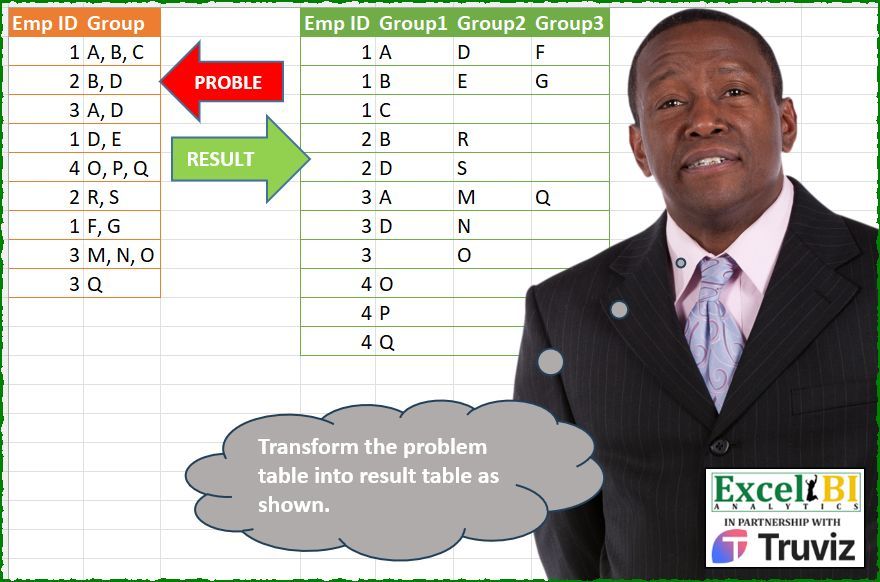 Emp ID Group
1 A, B, C
2 B, D
3 A, D
1 D, E
4 O, P, Q
2 R, S
1 F, G
3 M, N, O
3 Q
PROBLE
RESULT
Emp ID Group1 Group2 Group3
1 A D F
1 B E G
1 C
2 B R
2 D S
3 A M Q
3 D N
3 O
4 O
4 P
4 Q
Transform the problem
table into result table as
shown.
Excel BI
ANALYTICS
IN PARTNERSHIP WITH
Truviz